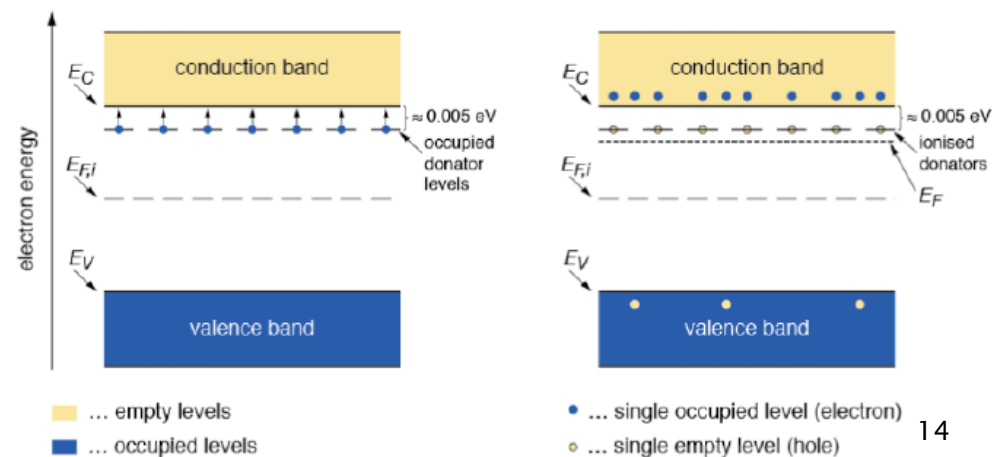 electron energy
conduction band
E_C
≈ 0.005 eV
occupied
donator
levels
E_{F,i}
E_V
valence band
... empty levels
... occupied levels
conduction band
E_C
≈ 0.005 eV
ionised
donators
E_{F,i}
E_F
E_V
valence band
... single occupied level (electron)
... single empty level (hole)
14